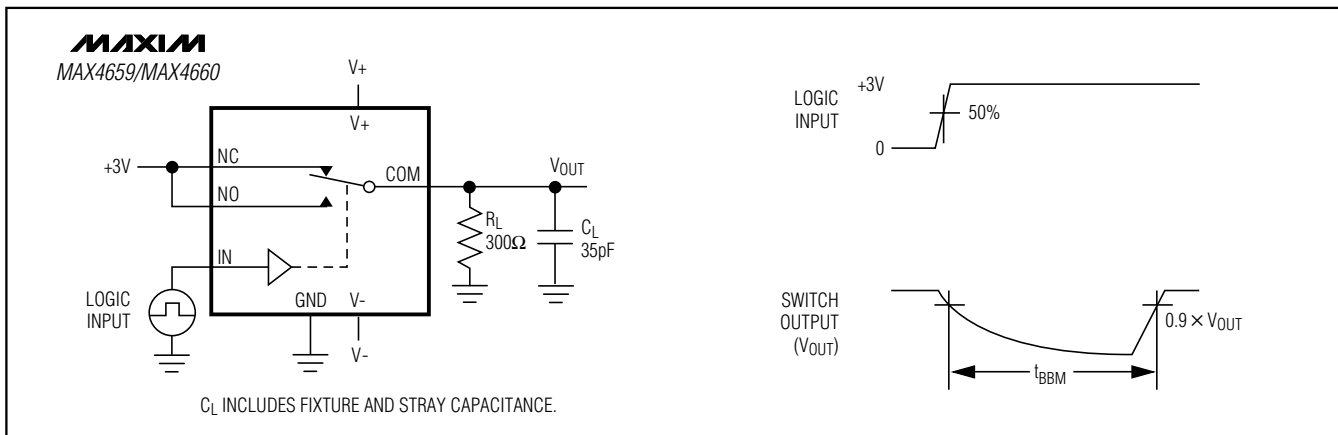 MAXIM
MAX4659/MAX4660
V+
V+
+3V
NC
NO
COM
VOUT
RL
300Ω
CL
35pF
IN
LOGIC
INPUT
GND
V-
V-
CL INCLUDES FIXTURE AND STRAY CAPACITANCE.
LOGIC
INPUT
+3V
50%
0
SWITCH
OUTPUT
(VOUT)
0.9 × VOUT
tBBM